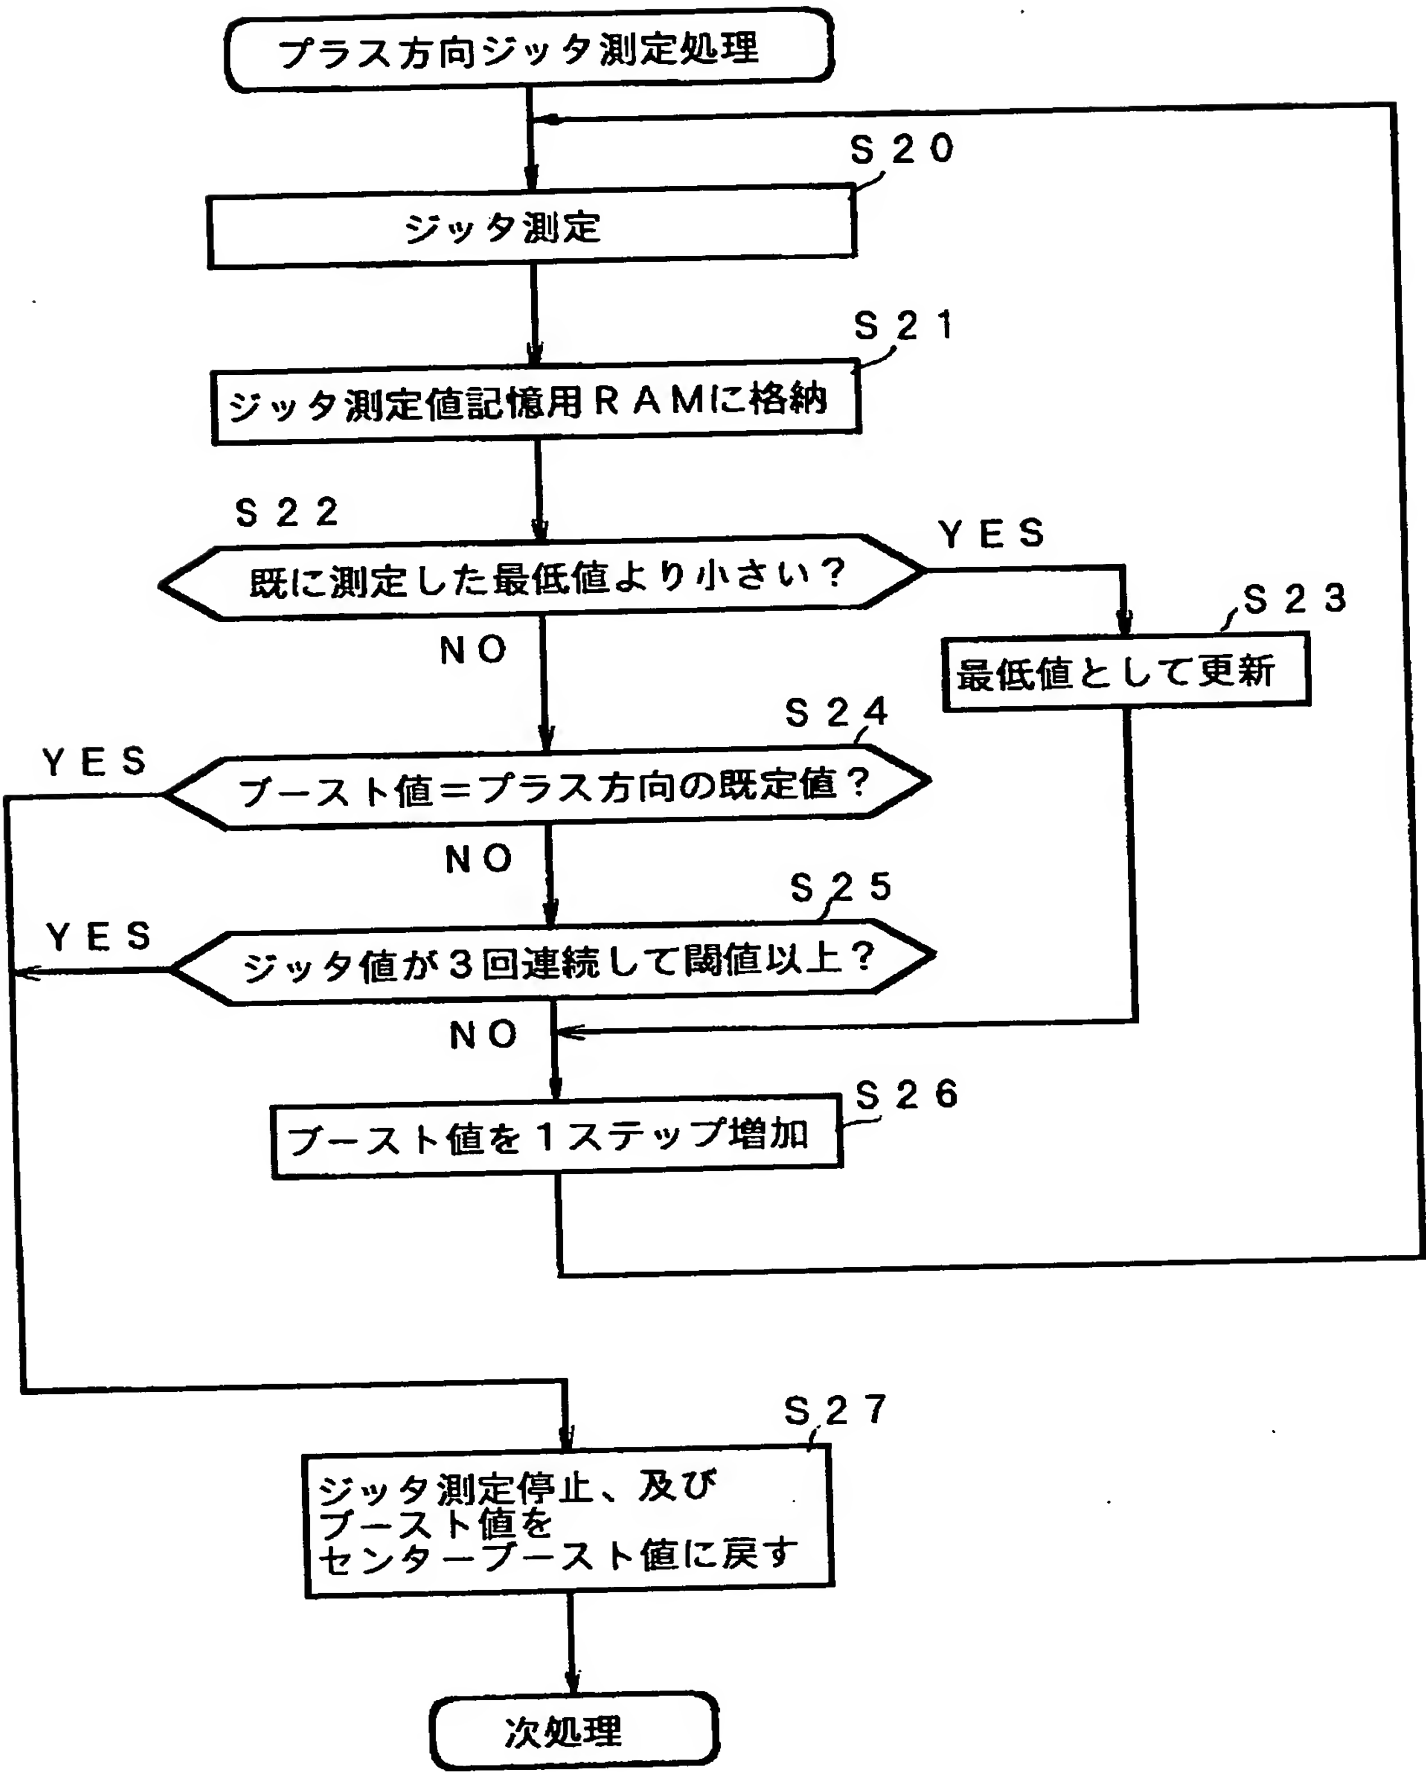 プラス方向ジッタ測定処理
S20
ジッタ測定
S21
ジッタ測定値記憶用RAMに格納
S22
既に測定した最低値より小さい？
YES
NO
S23
最低値として更新
S24
YES
ブースト値＝プラス方向の既定値？
NO
S25
YES
ジッタ値が3回連続して閾値以上？
NO
S26
ブースト値を1ステップ増加
S27
ジッタ測定停止、及び
ブースト値を
センターブースト値に戻す
次処理